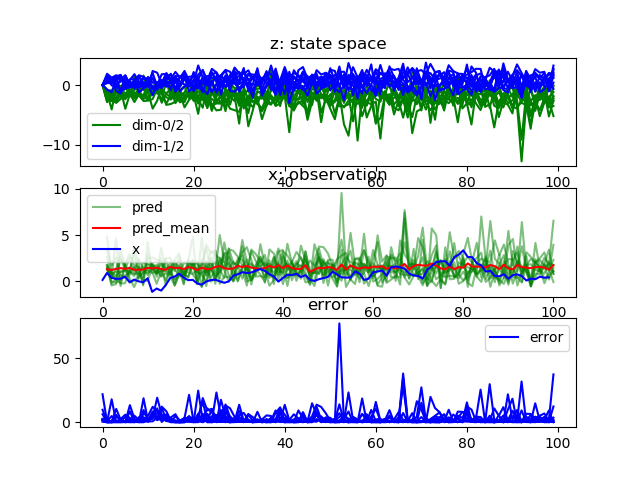 z: state space
0
−10
dim-0/2
dim-1/2
0 20 40 60 80 100
x: observation
10
5
0
pred
pred_mean
x
0 20 40 60 80 100
error
50
0
error
0 20 40 60 80 100